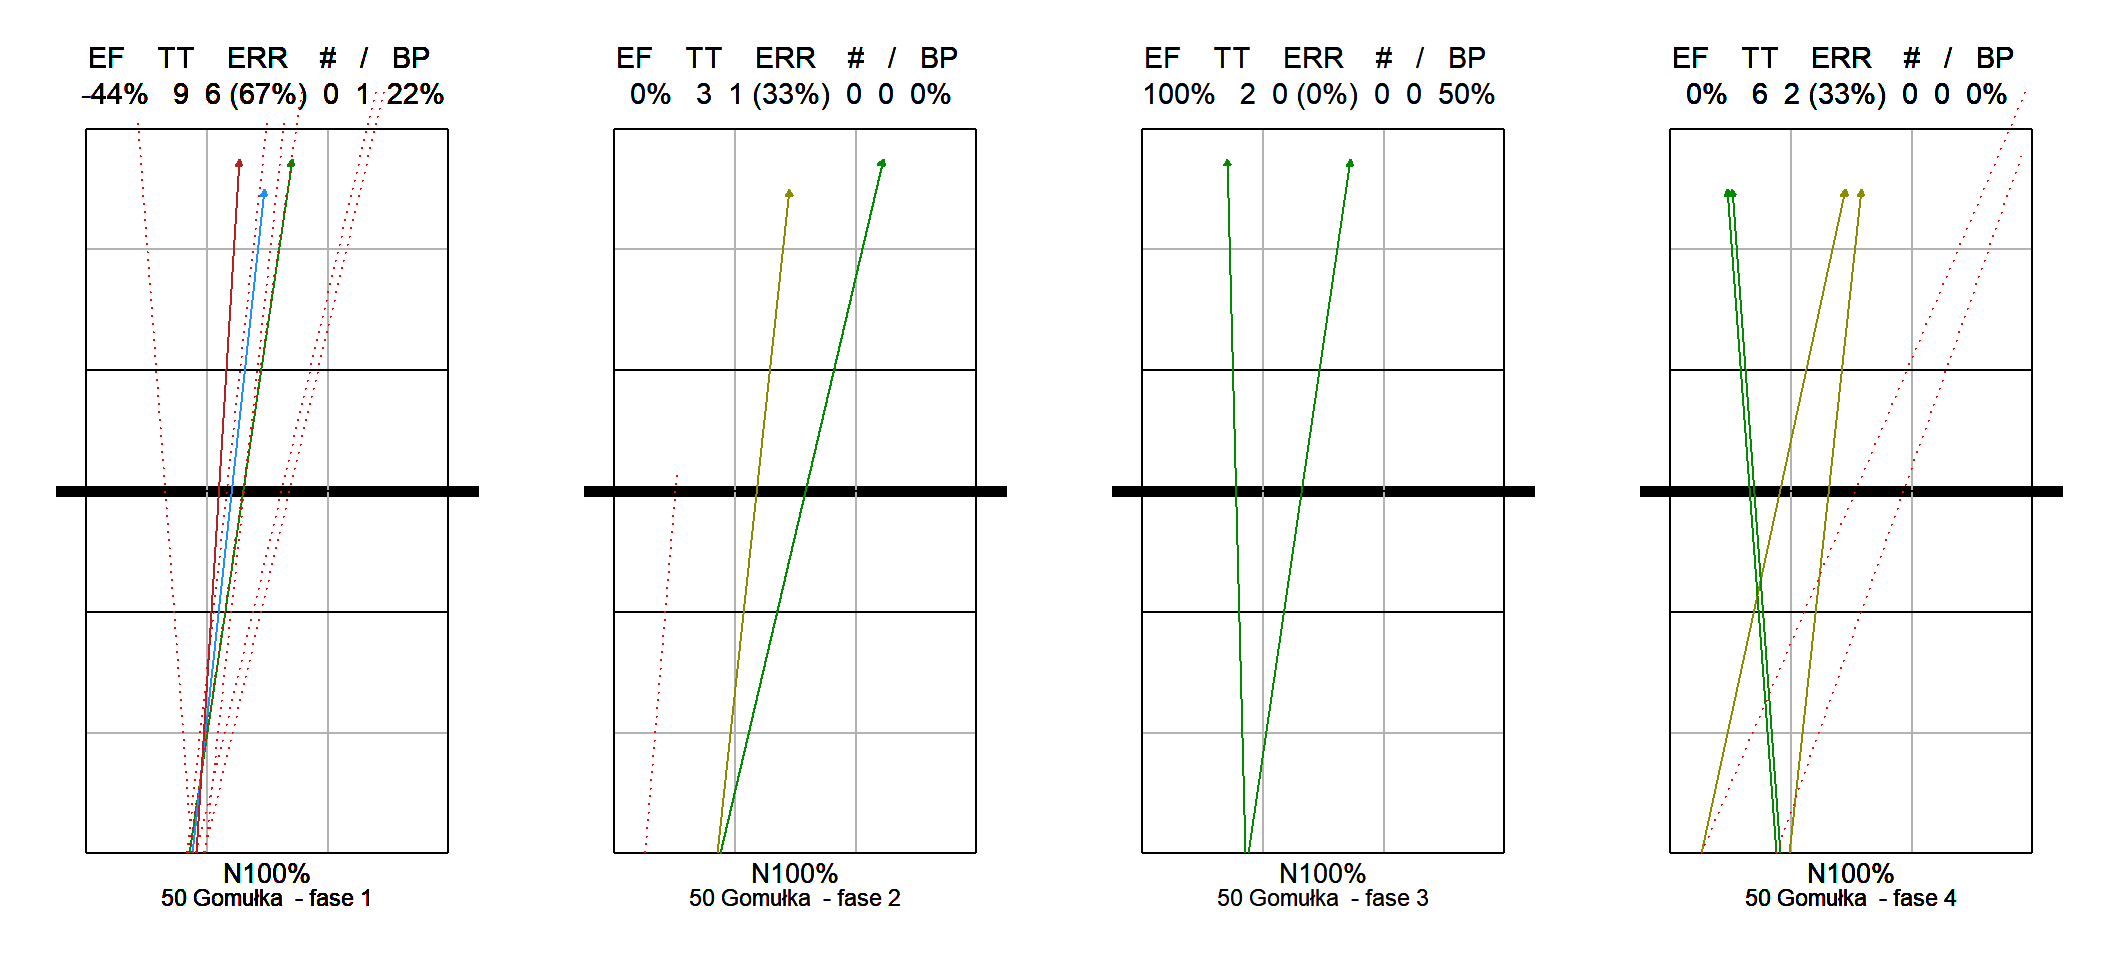 EF TT ERR # / BP
-44% 9 6 (67%) 0 1 22%
N100%
50 Gomułka - fase 1
EF TT ERR # / BP
0% 3 1 (33%) 0 0 0%
N100%
50 Gomułka - fase 2
EF TT ERR # / BP
100% 2 0 (0%) 0 0 50%
N100%
50 Gomułka - fase 3
EF TT ERR # / BP
0% 6 2 (33%) 0 0 0%
N100%
50 Gomułka - fase 4